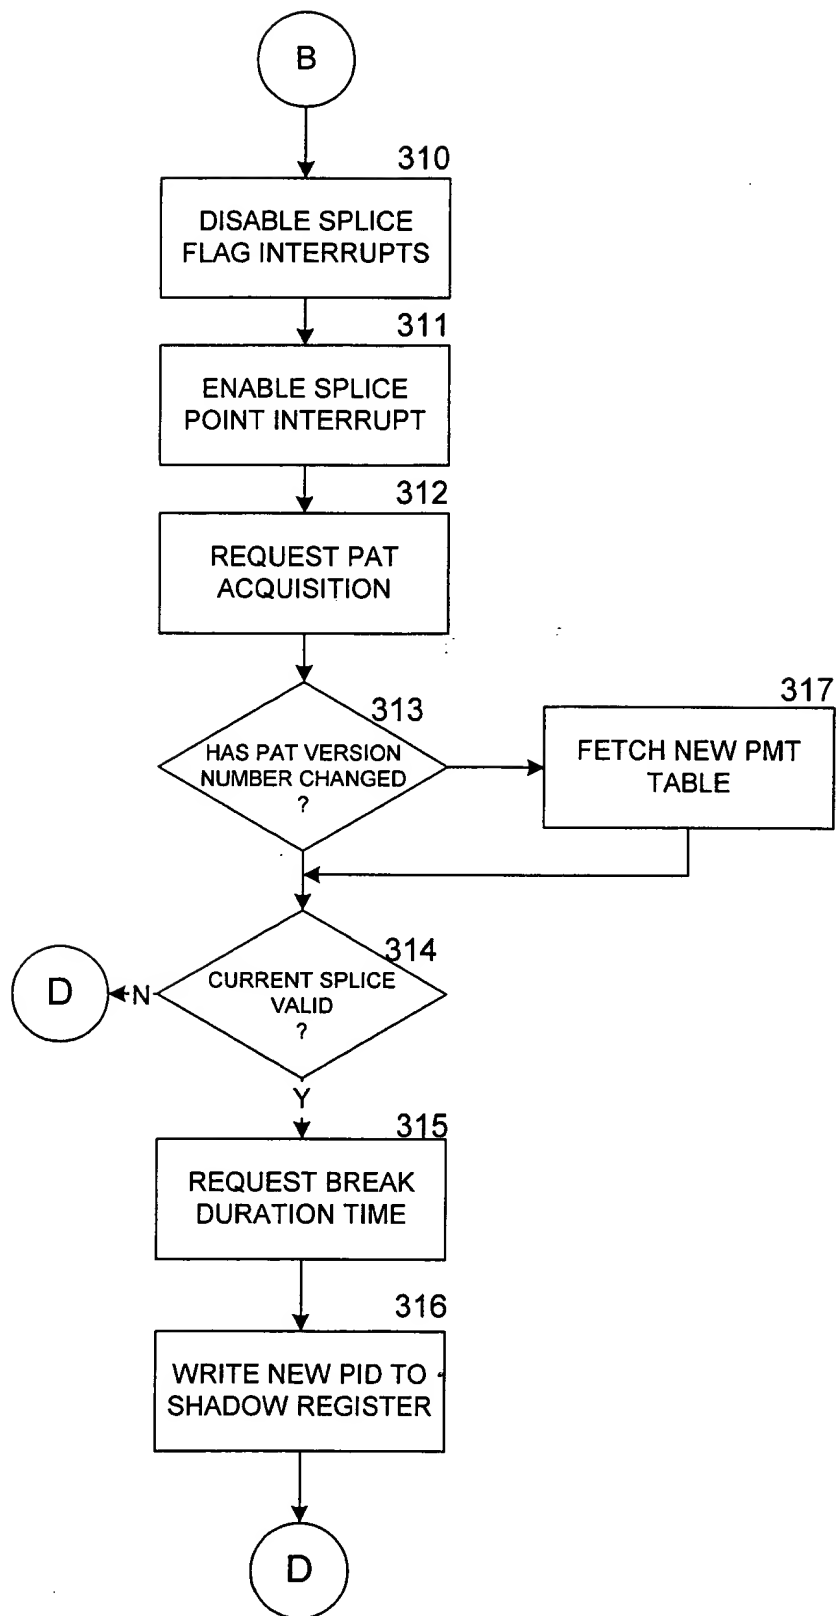 B
310
DISABLE SPLICE
FLAG INTERRUPTS
311
ENABLE SPLICE
POINT INTERRUPT
312
REQUEST PAT
ACQUISITION
313
HAS PAT VERSION
NUMBER CHANGED
?
317
FETCH NEW PMT
TABLE
314
CURRENT SPLICE
VALID
?
N
D
Y
315
REQUEST BREAK
DURATION TIME
316
WRITE NEW PID TO
SHADOW REGISTER
D